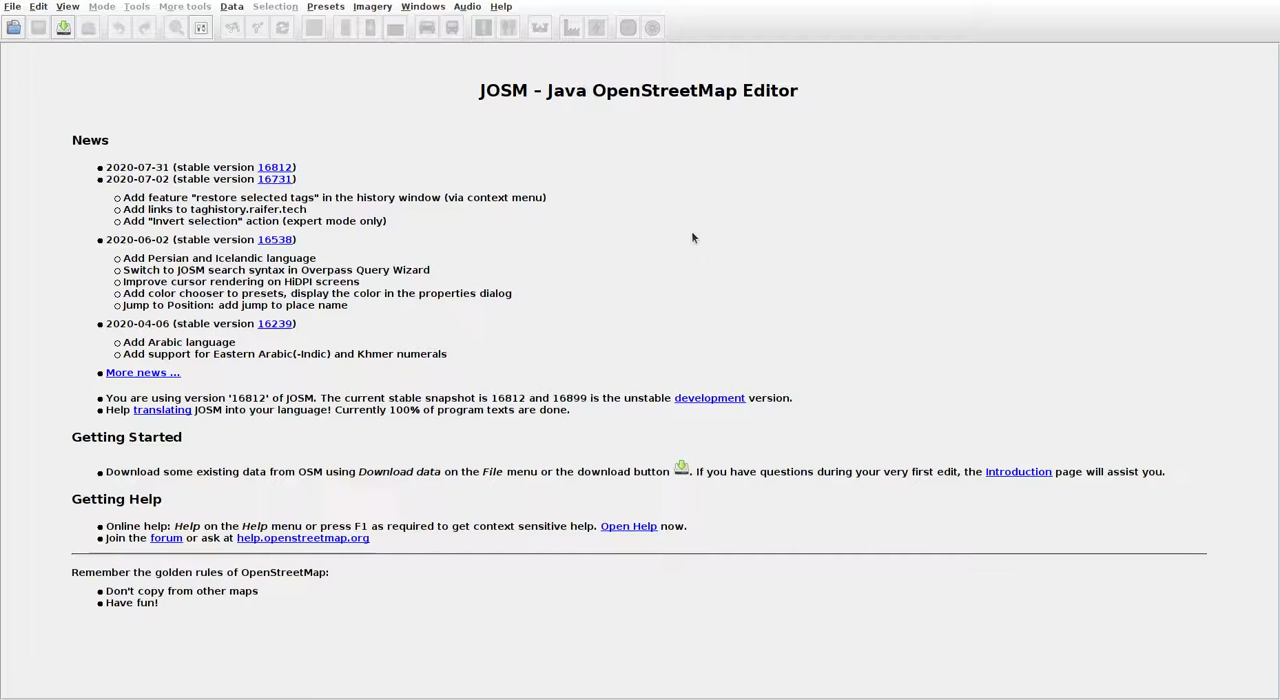 File Edit View Mode Tools More tools Data Selection Presets Imagery Windows Audio Help
JOSM – Java OpenStreetMap Editor
News
2020-07-31 (stable version 16812)
2020-07-02 (stable version 16731)
Add feature "restore selected tags" in the history window (via context menu)
Add links to taghistory.raifer.tech
Add "Invert selection" action (expert mode only)
2020-06-02 (stable version 16538)
Add Persian and Icelandic language
Switch to JOSM search syntax in Overpass Query Wizard
Improve cursor rendering on HiDPI screens
Add color chooser to presets, display the color in the properties dialog
Jump to Position: add jump to place name
2020-04-06 (stable version 16239)
Add Arabic language
Add support for Eastern Arabic(-Indic) and Khmer numerals
More news ...
You are using version '16812' of JOSM. The current stable snapshot is 16812 and 16899 is the unstable development version.
Help translating JOSM into your language! Currently 100% of program texts are done.
Getting Started
Download some existing data from OSM using Download data on the File menu or the download button . If you have questions during your very first edit, the Introduction page will assist you.
Getting Help
Online help: Help on the Help menu or press F1 as required to get context sensitive help. Open Help now.
Join the forum or ask at help.openstreetmap.org
Remember the golden rules of OpenStreetMap:
Don't copy from other maps
Have fun!